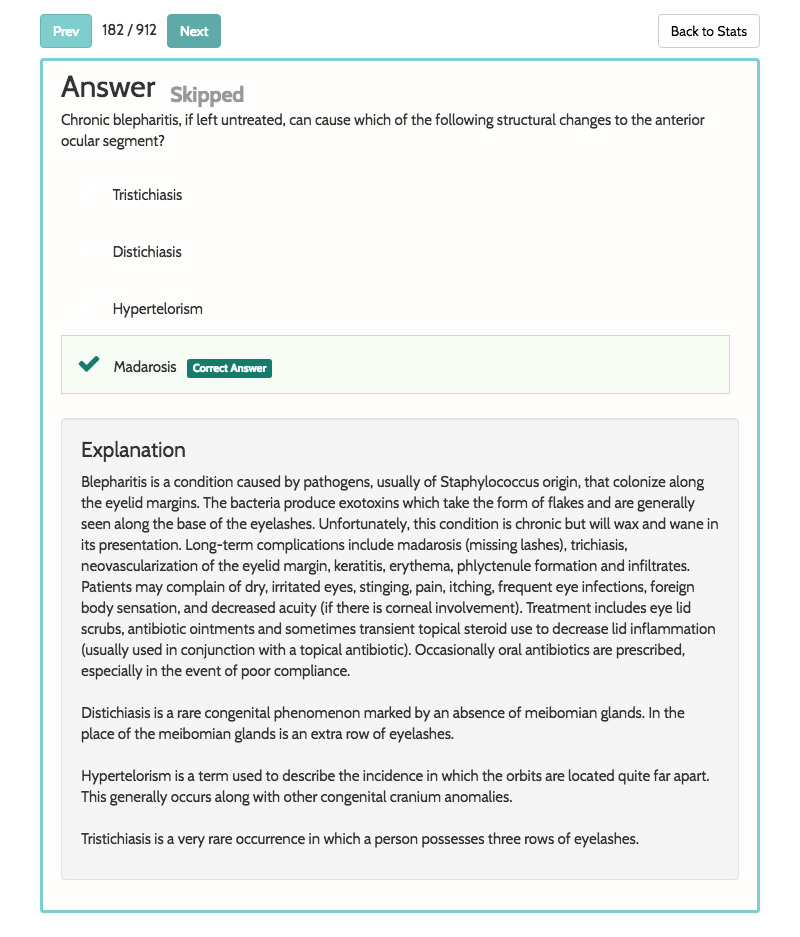 Prev 182 / 912 Next Back to Stats
Answer Skipped
Chronic blepharitis, if left untreated, can cause which of the following structural changes to the anterior
ocular segment?
Tristichiasis
Distichiasis
Hypertelorism
Madarosis Correct Answer
Explanation
Blepharitis is a condition caused by pathogens, usually of Staphylococcus origin, that colonize along
the eyelid margins. The bacteria produce exotoxins which take the form of flakes and are generally
seen along the base of the eyelashes. Unfortunately, this condition is chronic but will wax and wane in
its presentation. Long-term complications include madarosis (missing lashes), trichiasis,
neovascularization of the eyelid margin, keratitis, erythema, phlyctenule formation and infiltrates.
Patients may complain of dry, irritated eyes, stinging, pain, itching, frequent eye infections, foreign
body sensation, and decreased acuity (if there is corneal involvement). Treatment includes eye lid
scrubs, antibiotic ointments and sometimes transient topical steroid use to decrease lid inflammation
(usually used in conjunction with a topical antibiotic). Occasionally oral antibiotics are prescribed,
especially in the event of poor compliance.
Distichiasis is a rare congenital phenomenon marked by an absence of meibomian glands. In the
place of the meibomian glands is an extra row of eyelashes.
Hypertelorism is a term used to describe the incidence in which the orbits are located quite far apart.
This generally occurs along with other congenital cranium anomalies.
Tristichiasis is a very rare occurrence in which a person possesses three rows of eyelashes.